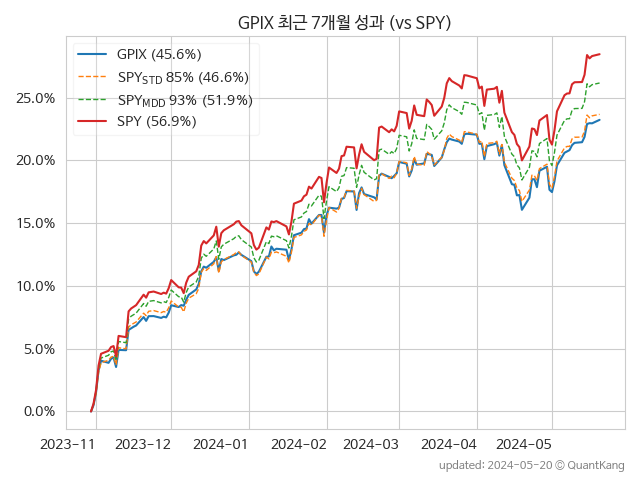 GPIX 최근 7개월 성과 (vs SPY)
GPIX (45.6%)
SPY_STD 85% (46.6%)
SPY_MDD 93% (51.9%)
SPY (56.9%)
25.0%
20.0%
15.0%
10.0%
5.0%
0.0%
2023-11
2023-12
2024-01
2024-02
2024-03
2024-04
2024-05
updated: 2024-05-20 © QuantKang